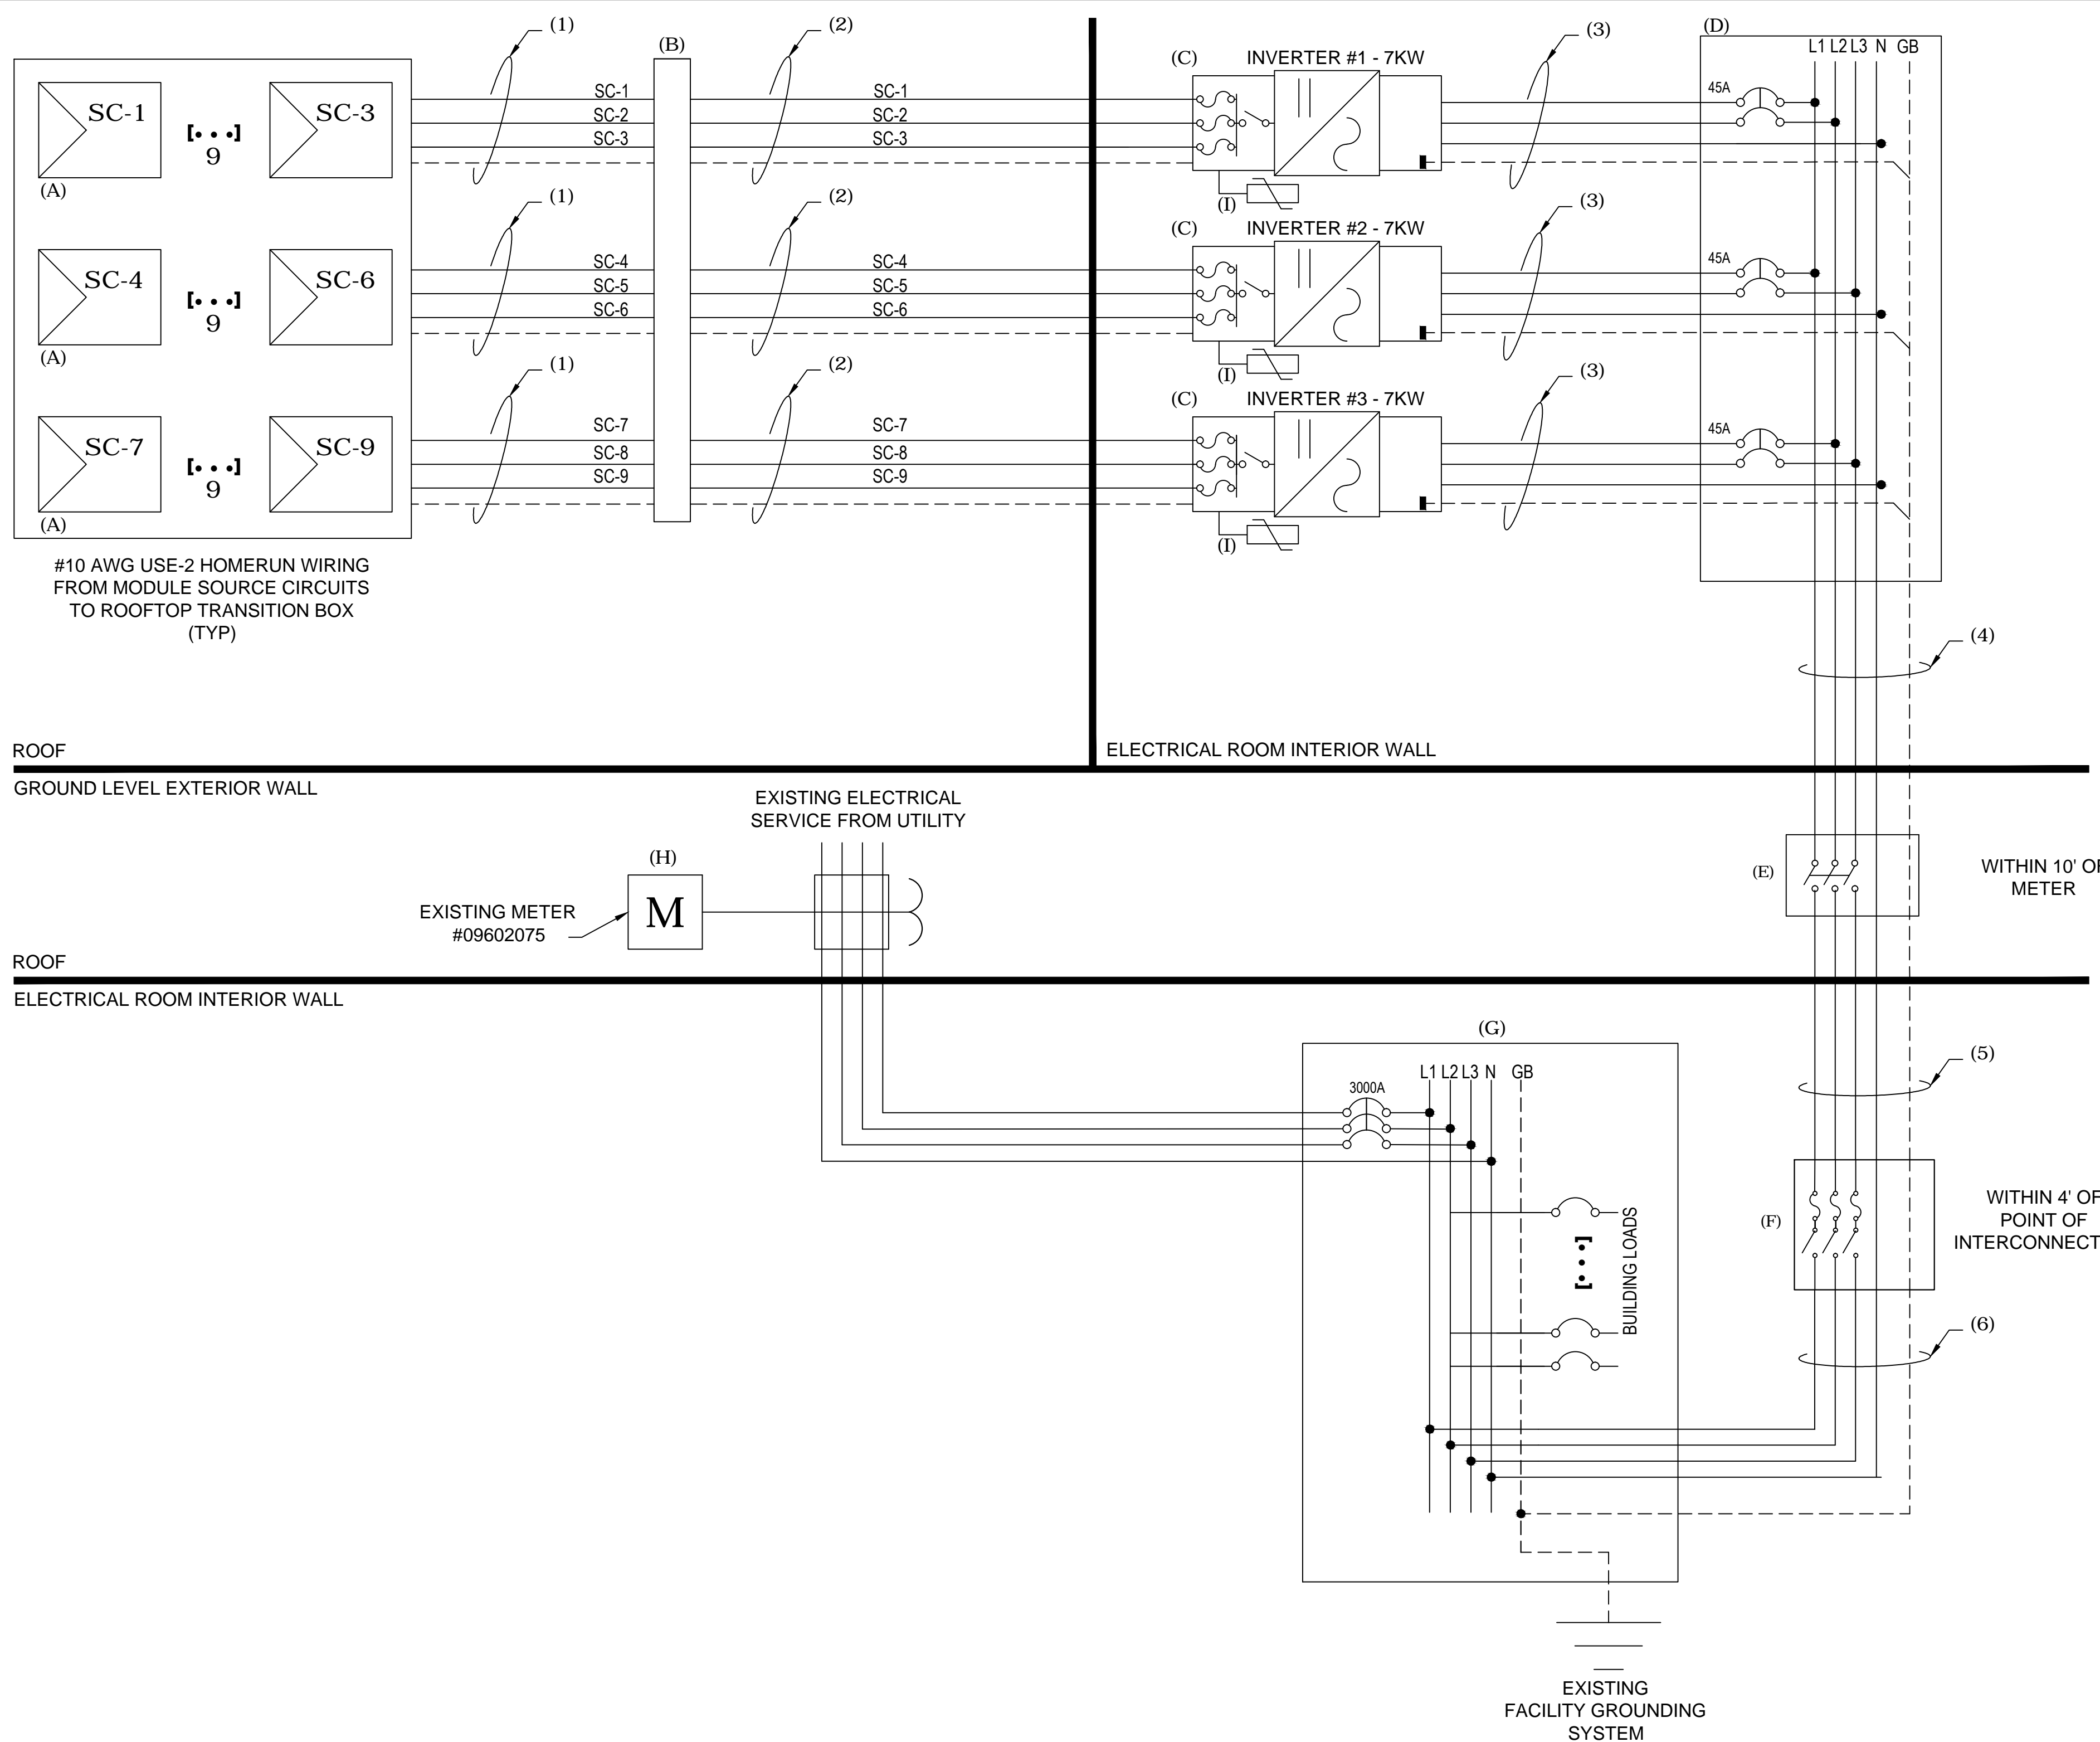 (1)
(2)
(3)
(B)
(C)
(D)
INVERTER #1 - 7KW
L1 L2 L3 N GB
SC-1
[• • •]
9
SC-3
(A)
SC-1
SC-2
SC-3
SC-1
SC-2
SC-3
45A
(I)
(1)
(2)
(3)
(C)
INVERTER #2 - 7KW
SC-4
[• • •]
9
SC-6
(A)
SC-4
SC-5
SC-6
SC-4
SC-5
SC-6
45A
(I)
(1)
(2)
(3)
(C)
INVERTER #3 - 7KW
SC-7
[• • •]
9
SC-9
(A)
SC-7
SC-8
SC-9
SC-7
SC-8
SC-9
45A
(I)
#10 AWG USE-2 HOMERUN WIRING
FROM MODULE SOURCE CIRCUITS
TO ROOFTOP TRANSITION BOX
(TYP)
(4)
ROOF
ELECTRICAL ROOM INTERIOR WALL
GROUND LEVEL EXTERIOR WALL
EXISTING ELECTRICAL
SERVICE FROM UTILITY
(H)
M
EXISTING METER
#09602075
(E)
WITHIN 10' OF
METER
ROOF
ELECTRICAL ROOM INTERIOR WALL
(G)
(5)
L1 L2 L3 N GB
3000A
BUILDING LOADS
[• • •]
(F)
WITHIN 4' OF
POINT OF
INTERCONNECT
(6)
EXISTING
FACILITY GROUNDING
SYSTEM